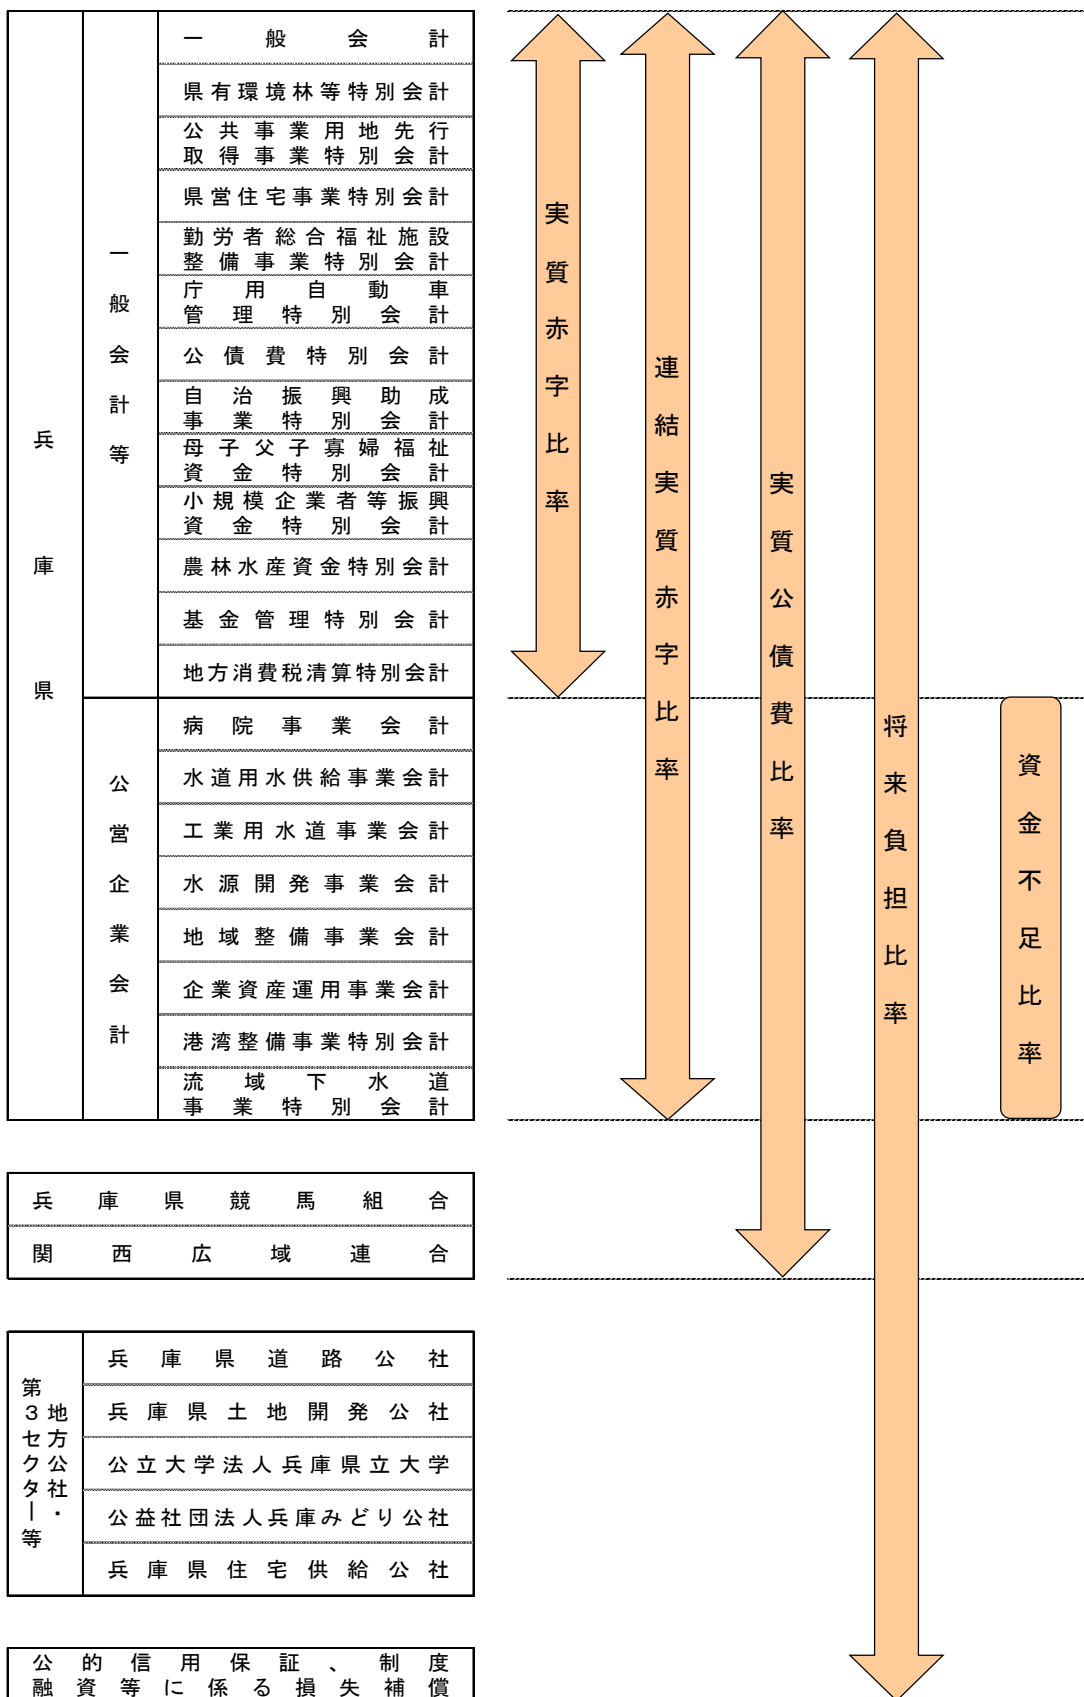 兵庫県
一般会計等
一般会計
県有環境林等特別会計
公共事業用地先行
取得事業特別会計
県営住宅事業特別会計
勤労者総合福祉施設
整備事業特別会計
庁用自動車
管理特別会計
公債費特別会計
自治振興助成
事業特別会計
母子父子寡婦福祉
資金特別会計
小規模企業者等振興
資金特別会計
農林水産資金特別会計
基金管理特別会計
地方消費税清算特別会計
公営企業会計
病院事業会計
水道用水供給事業会計
工業用水道事業会計
水源開発事業会計
地域整備事業会計
企業資産運用事業会計
港湾整備事業特別会計
流域下水道
事業特別会計
兵庫県競馬組合
関西広域連合
地方公社・
第3セクター等
兵庫県道路公社
兵庫県土地開発公社
公立大学法人兵庫県立大学
公益社団法人兵庫みどり公社
兵庫県住宅供給公社
公的信用保証、制度
融資等に係る損失補償
実質赤字比率
連結実質赤字比率
実質公債費比率
将来負担比率
資金不足比率